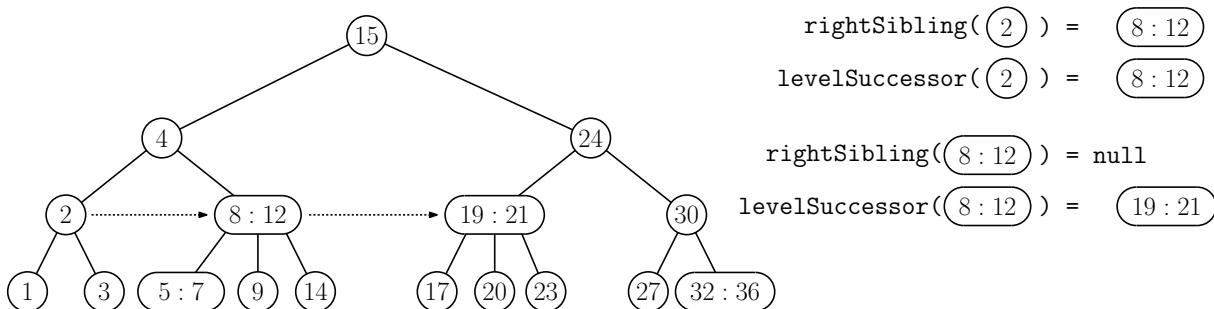 15
rightSibling( 2 ) = 8 : 12
levelSuccessor( 2 ) = 8 : 12
4 24
rightSibling( 8 : 12 ) = null
levelSuccessor( 8 : 12 ) = 19 : 21
2 8 : 12 19 : 21 30
1 3 5 : 7 9 14 17 20 23 27 32 : 36